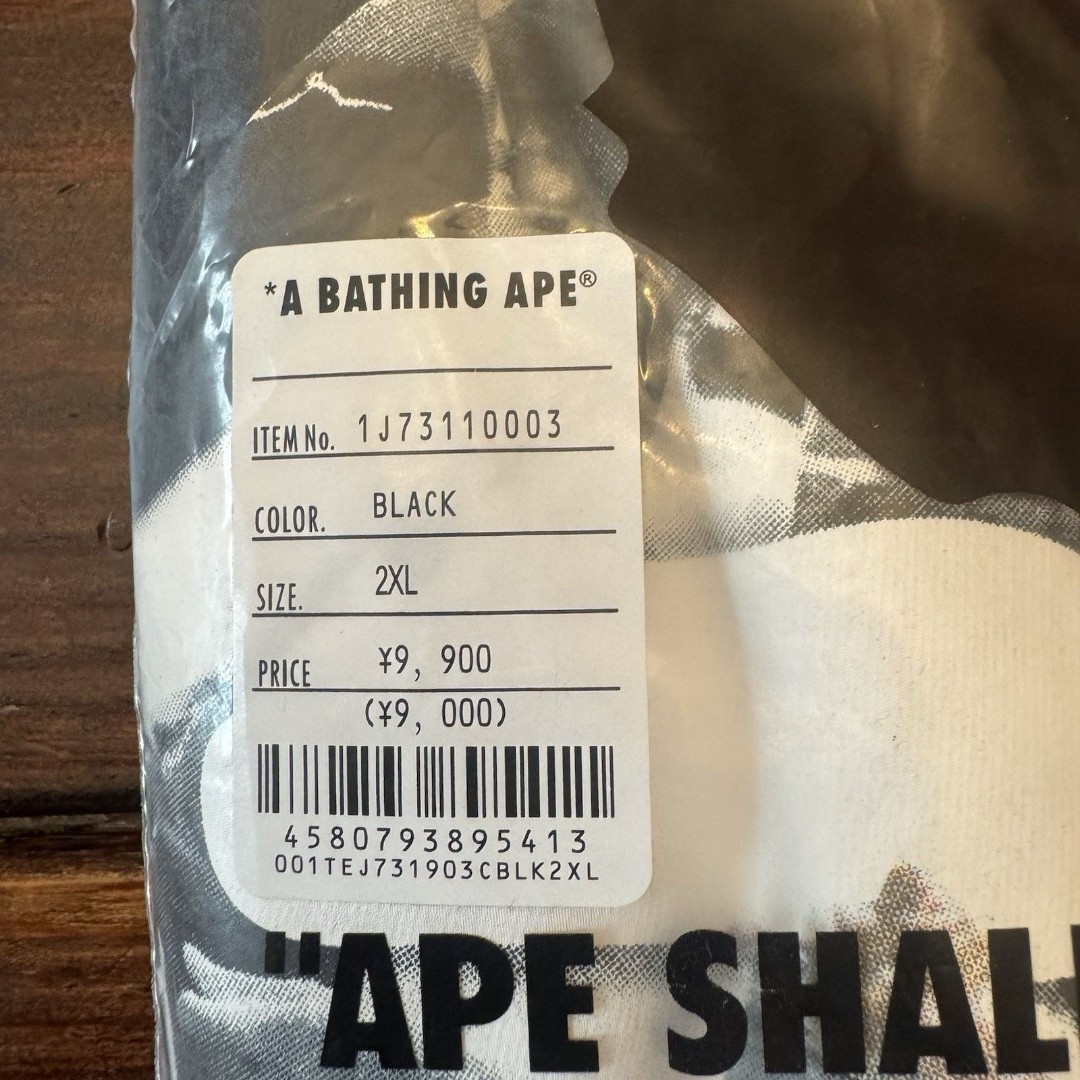 *A BATHING APE®
ITEM No. 1J73110003
COLOR. BLACK
SIZE. 2XL
PRICE ¥9, 900
(¥9, 000)
4580793895413
001TEJ731903CBLK2XL
"APE SHAL